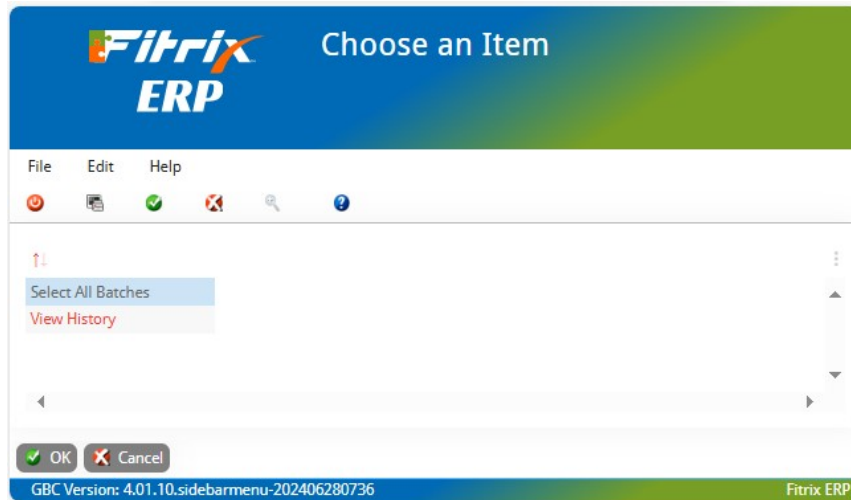 Fitrix
ERP
Choose an Item
File Edit Help
Select All Batches
View History
OK Cancel
GBC Version: 4.01.10.sidebarmenu-202406280736 Fitrix ERP